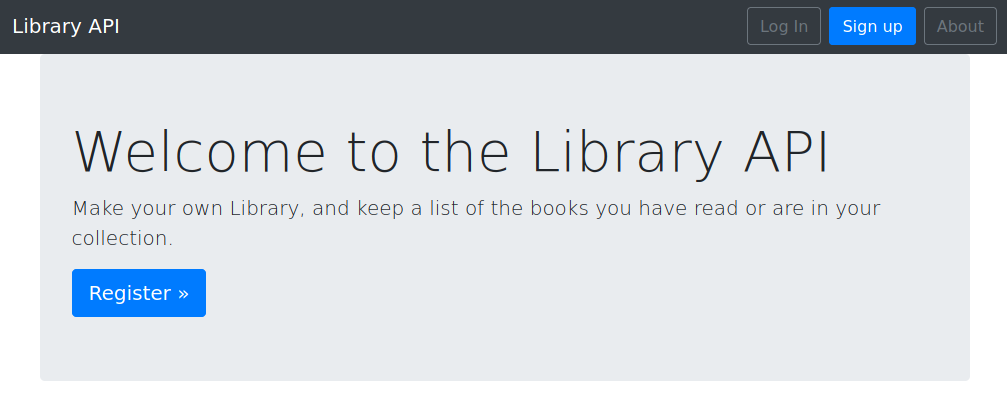 Library API
Log In
Sign up
About
Welcome to the Library API
Make your own Library, and keep a list of the books you have read or are in your
collection.
Register »